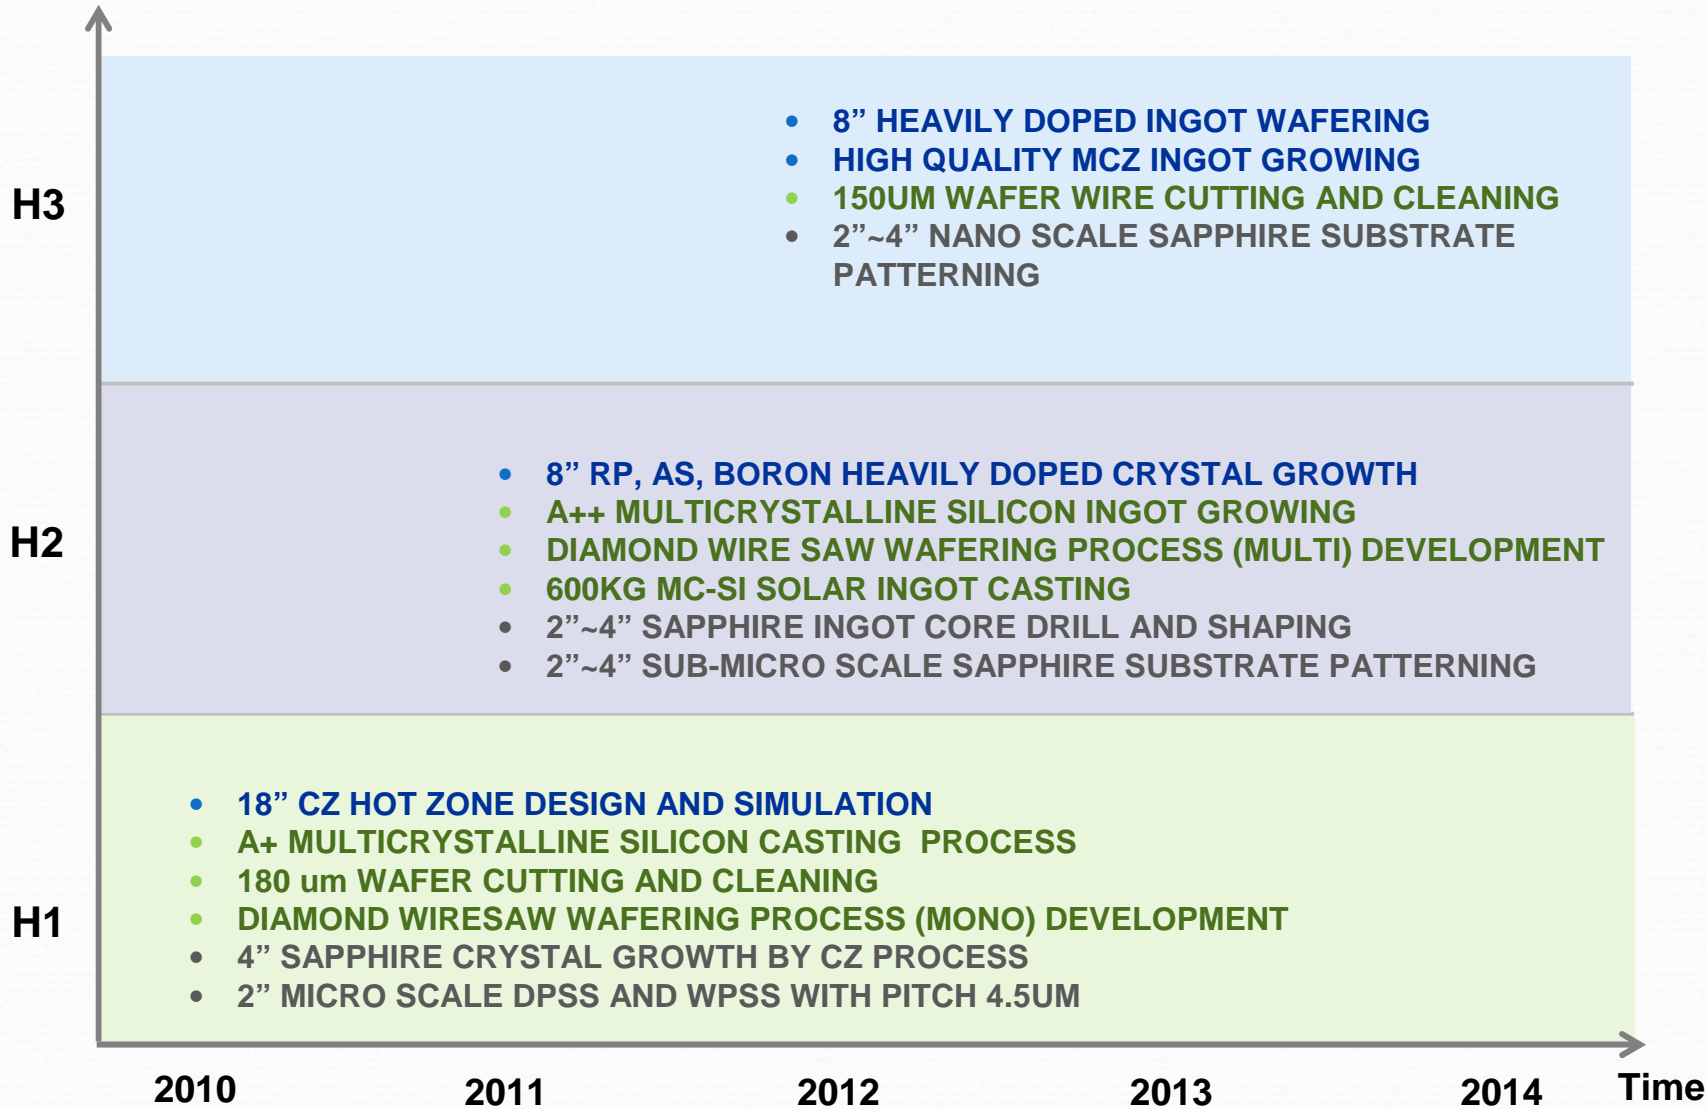 H3
• 8” HEAVILY DOPED INGOT WAFERING
• HIGH QUALITY MCZ INGOT GROWING
• 150UM WAFER WIRE CUTTING AND CLEANING
• 2”~4” NANO SCALE SAPPHIRE SUBSTRATE
PATTERNING
H2
• 8” RP, AS, BORON HEAVILY DOPED CRYSTAL GROWTH
• A++ MULTICRYSTALLINE SILICON INGOT GROWING
• DIAMOND WIRE SAW WAFERING PROCESS (MULTI) DEVELOPMENT
• 600KG MC-SI SOLAR INGOT CASTING
• 2”~4” SAPPHIRE INGOT CORE DRILL AND SHAPING
• 2”~4” SUB-MICRO SCALE SAPPHIRE SUBSTRATE PATTERNING
H1
• 18” CZ HOT ZONE DESIGN AND SIMULATION
• A+ MULTICRYSTALLINE SILICON CASTING  PROCESS
• 180 um WAFER CUTTING AND CLEANING
• DIAMOND WIRESAW WAFERING PROCESS (MONO) DEVELOPMENT
• 4” SAPPHIRE CRYSTAL GROWTH BY CZ PROCESS
• 2” MICRO SCALE DPSS AND WPSS WITH PITCH 4.5UM
2010 2011 2012 2013 2014 Time